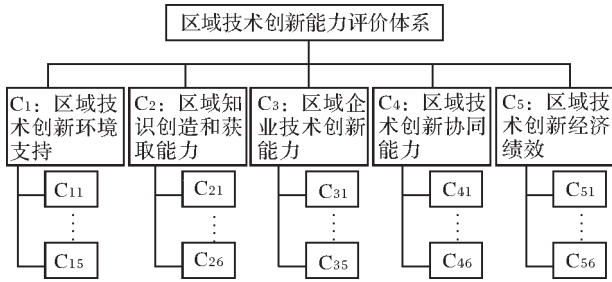 区域技术创新能力评价体系
C1：区域技
术创新环境
支持
C2：区域知
识创造和获
取能力
C3：区域企
业技术创新
能力
C4：区域技
术创新协同
能力
C5：区域技
术创新经济
绩效
C11
C15
C21
C26
C31
C35
C41
C46
C51
C56